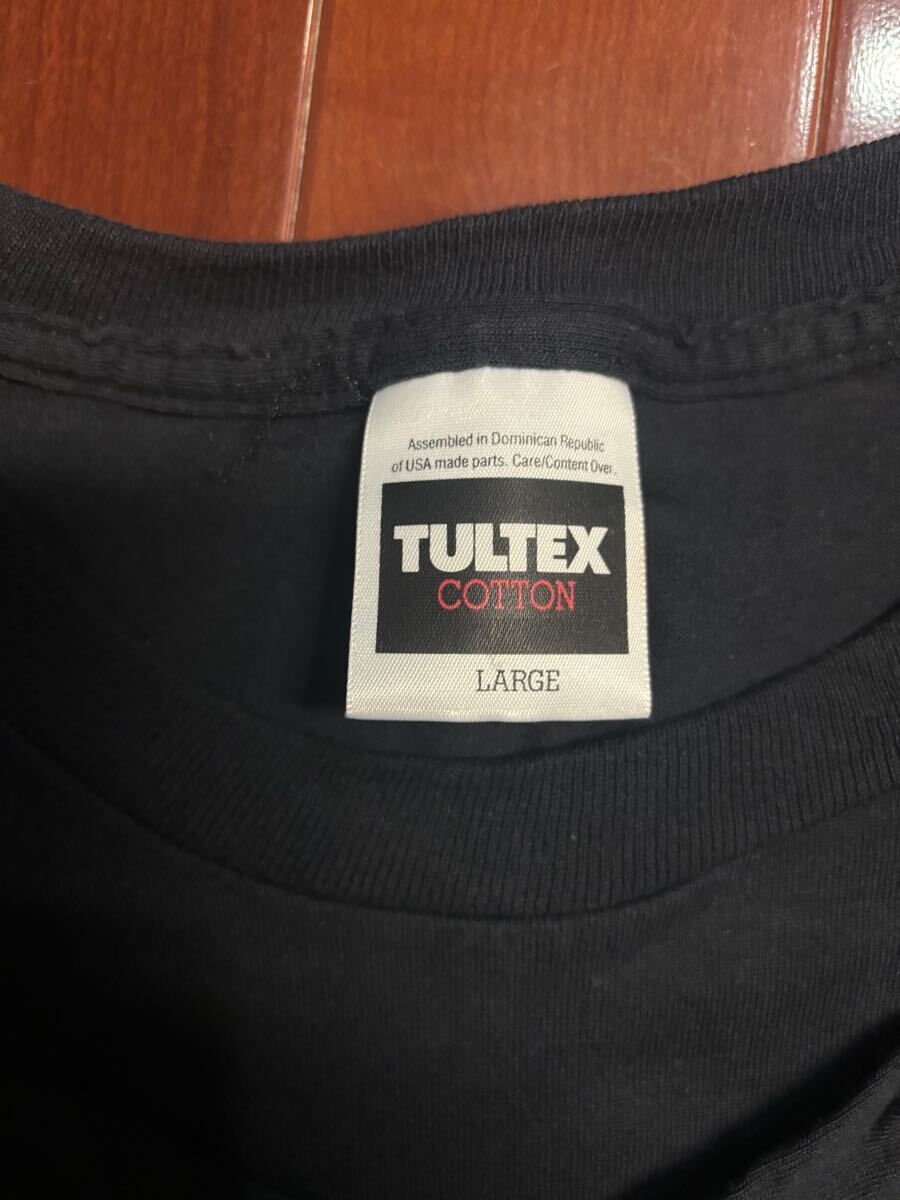 Assembled in Dominican Republic
of USA made parts. Care/Content Over.
TULTEX
COTTON
LARGE